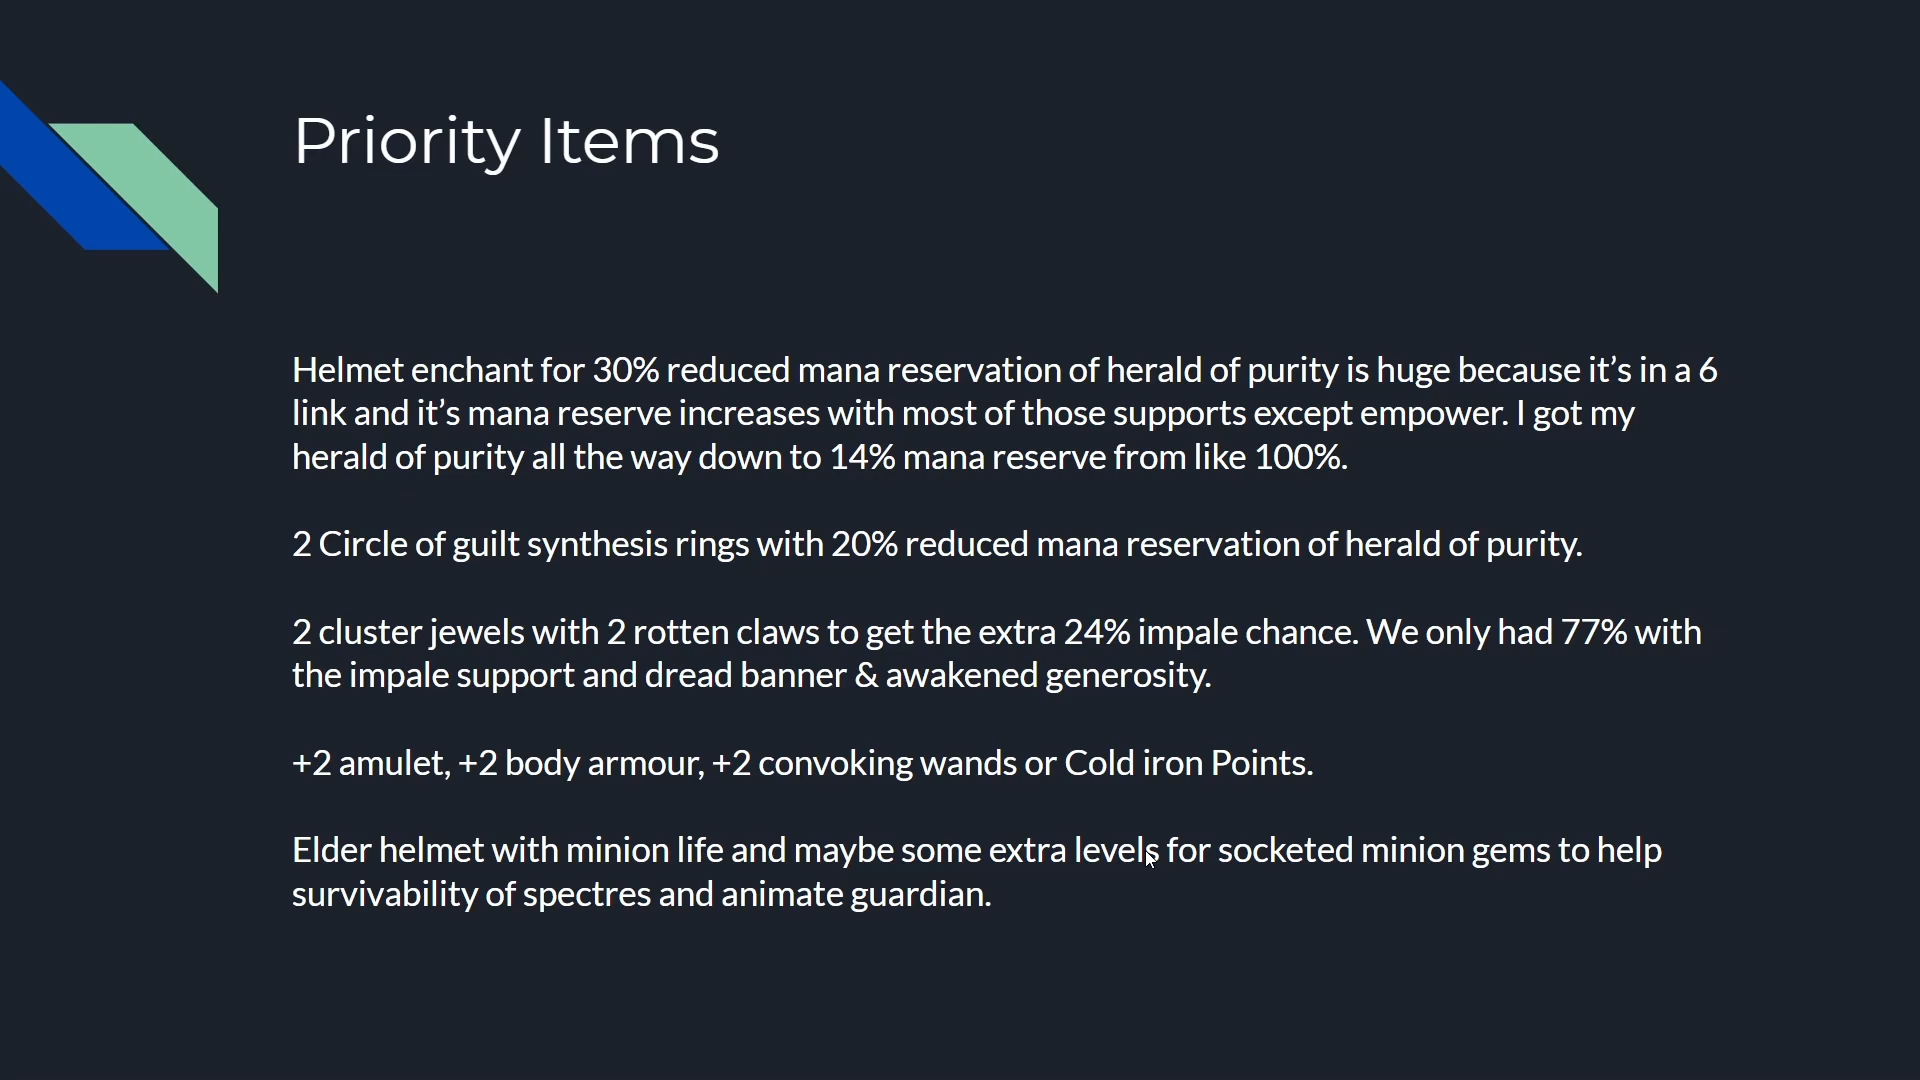 Priority Items
Helmet enchant for 30% reduced mana reservation of herald of purity is huge because it’s in a 6
link and it’s mana reserve increases with most of those supports except empower. I got my
herald of purity all the way down to 14% mana reserve from like 100%.
2 Circle of guilt synthesis rings with 20% reduced mana reservation of herald of purity.
2 cluster jewels with 2 rotten claws to get the extra 24% impale chance. We only had 77% with
the impale support and dread banner & awakened generosity.
+2 amulet, +2 body armour, +2 convoking wands or Cold iron Points.
Elder helmet with minion life and maybe some extra levels for socketed minion gems to help
survivability of spectres and animate guardian.